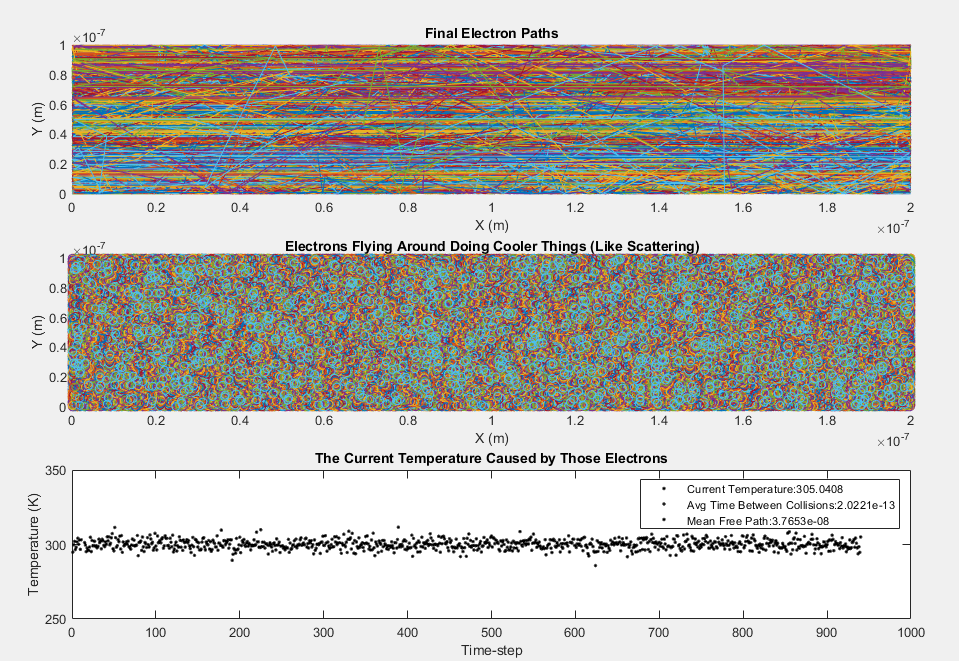 Final Electron Paths
×10^-7
1
0.8
0.6
0.4
0.2
0
Y (m)
0 0.2 0.4 0.6 0.8 1 1.2 1.4 1.6 1.8 2
X (m)
×10^-7
Electrons Flying Around Doing Cooler Things (Like Scattering)
×10^-7
1
0.8
0.6
0.4
0.2
0
Y (m)
0 0.2 0.4 0.6 0.8 1 1.2 1.4 1.6 1.8 2
X (m)
×10^-7
The Current Temperature Caused by Those Electrons
350
300
250
Temperature (K)
Current Temperature:305.0408
Avg Time Between Collisions:2.0221e-13
Mean Free Path:3.7653e-08
0 100 200 300 400 500 600 700 800 900 1000
Time-step